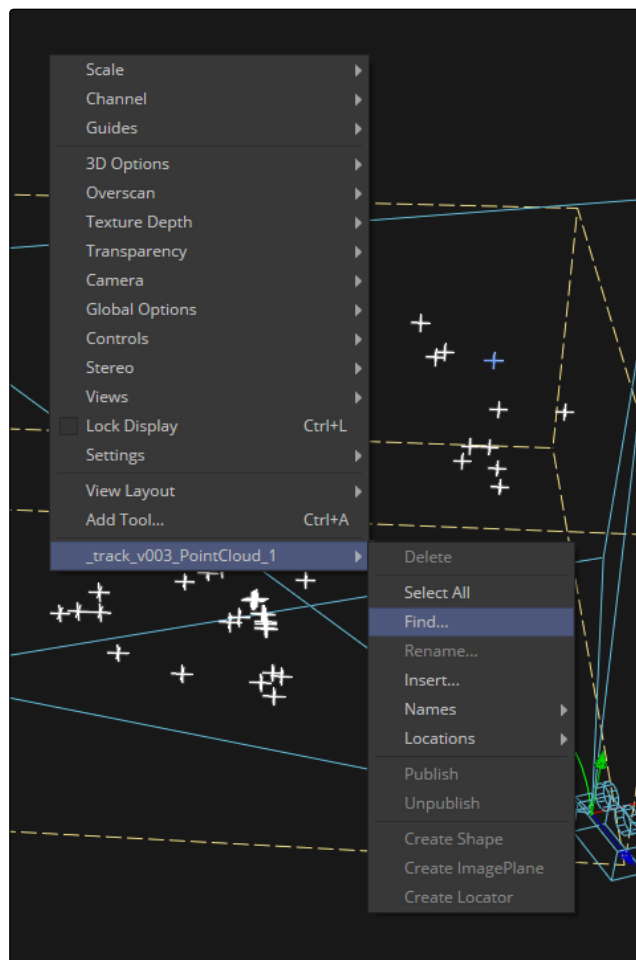 Scale
Channel
Guides
3D Options
Overscan
Texture Depth
Transparency
Camera
Global Options
Controls
Stereo
Views
Lock Display Ctrl+L
Settings
View Layout
Add Tool... Ctrl+A
_track_v003_PointCloud_1
Delete
Select All
Find...
Rename...
Insert...
Names
Locations
Publish
Unpublish
Create Shape
Create ImagePlane
Create Locator